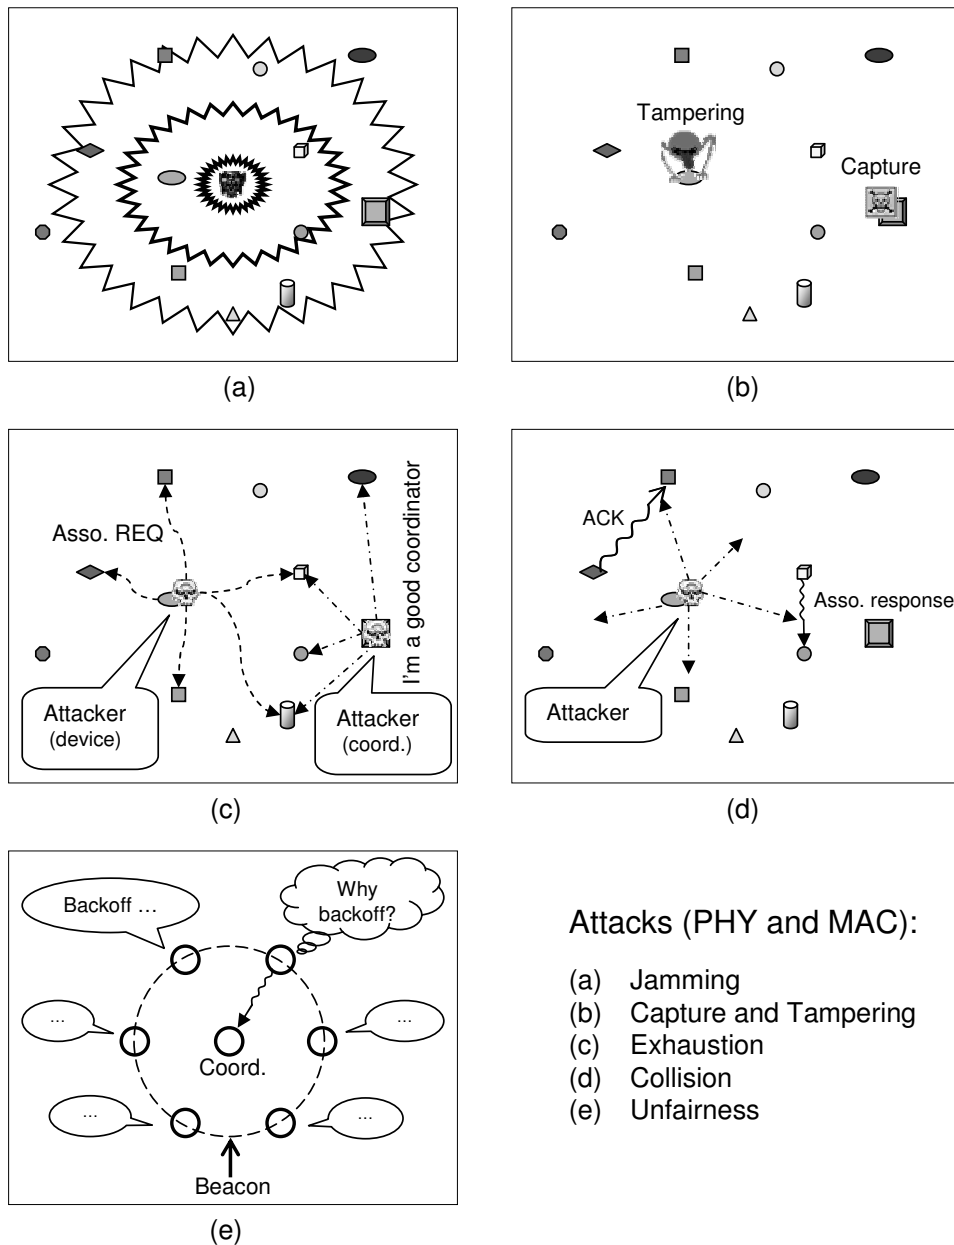 (a)
Tampering
Capture
(b)
Asso. REQ
I'm a good coordinator
Attacker
(device)
Attacker
(coord.)
(c)
ACK
Asso. response
Attacker
(d)
Backoff ...
Why
backoff?
...
...
Coord.
...
...
Beacon
(e)
Attacks (PHY and MAC):
(a) Jamming
(b) Capture and Tampering
(c) Exhaustion
(d) Collision
(e) Unfairness